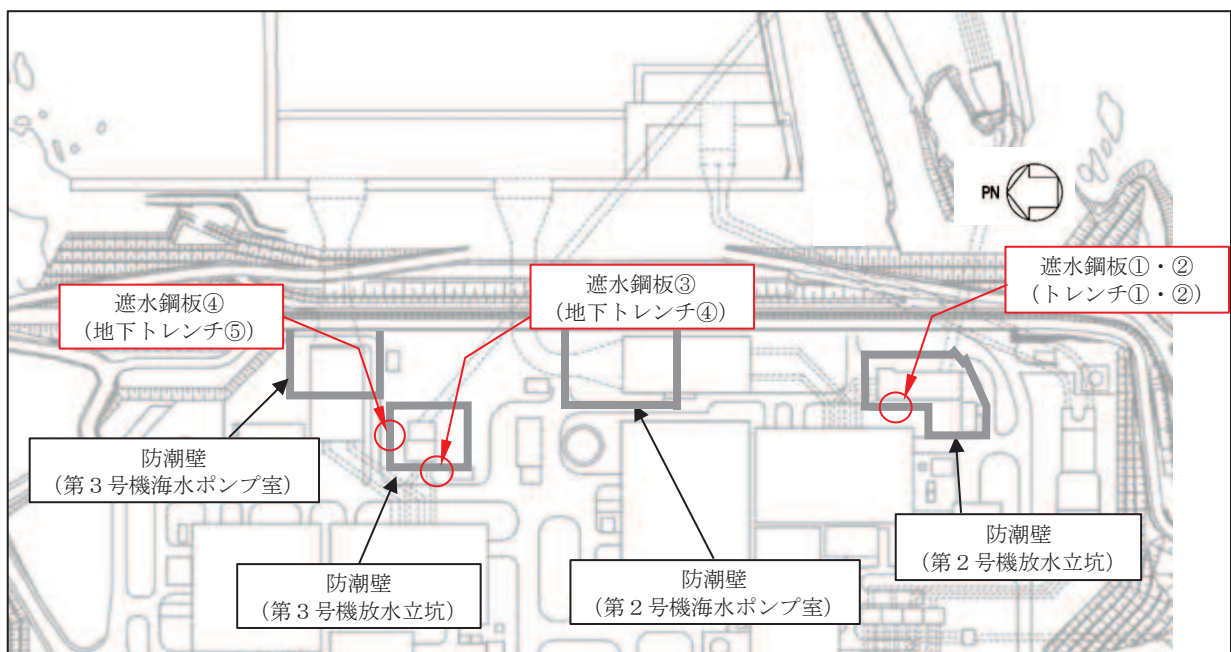 PN
遮水鋼板①・②
(トレンチ①・②)
遮水鋼板③
(地下トレンチ④)
遮水鋼板④
(地下トレンチ⑤)
防潮壁
(第3号機海水ポンプ室)
防潮壁
(第3号機放水立坑)
防潮壁
(第2号機海水ポンプ室)
防潮壁
(第2号機放水立坑)